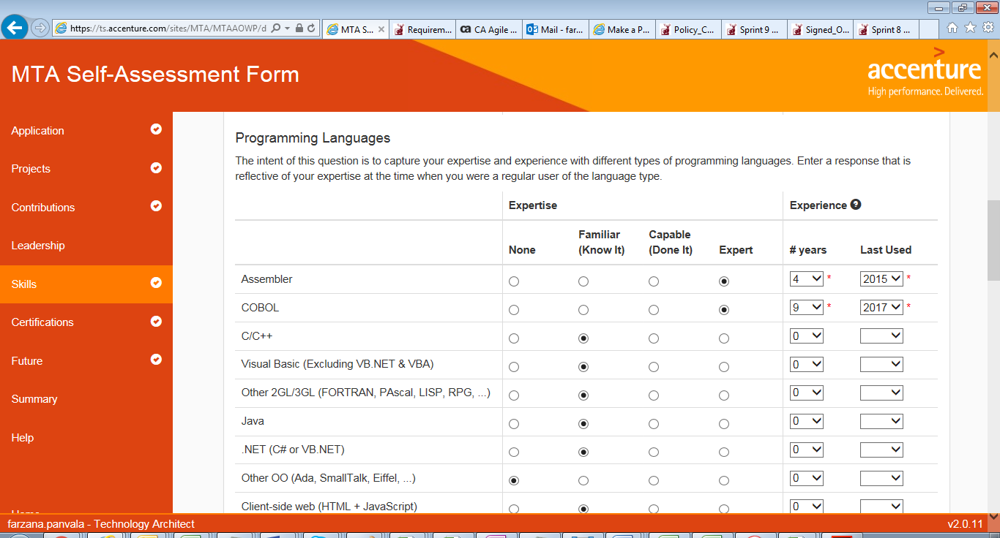 https://ts.accenture.com/sites/MTA/MTAAOWP/d
MTA S...
Requirem...
CA Agile ...
Mail - far...
Make a P...
Policy_C...
Sprint 9 ...
Signed_O...
Sprint 8 ...
MTA Self-Assessment Form
accenture
High performance. Delivered.
Application
Projects
Contributions
Leadership
Skills
Certifications
Future
Summary
Help
Programming Languages
The intent of this question is to capture your expertise and experience with different types of programming languages. Enter a response that is
reflective of your expertise at the time when you were a regular user of the language type.
Expertise Experience ?
None Familiar (Know It) Capable (Done It) Expert # years Last Used
Assembler 4 * 2015 *
COBOL 9 * 2017 *
C/C++ 0
Visual Basic (Excluding VB.NET & VBA) 0
Other 2GL/3GL (FORTRAN, PAscal, LISP, RPG, ...) 0
Java 0
.NET (C# or VB.NET) 0
Other OO (Ada, SmallTalk, Eiffel, ...) 0
Client-side web (HTML + JavaScript) 0
farzana.panvala - Technology Architect
v2.0.11